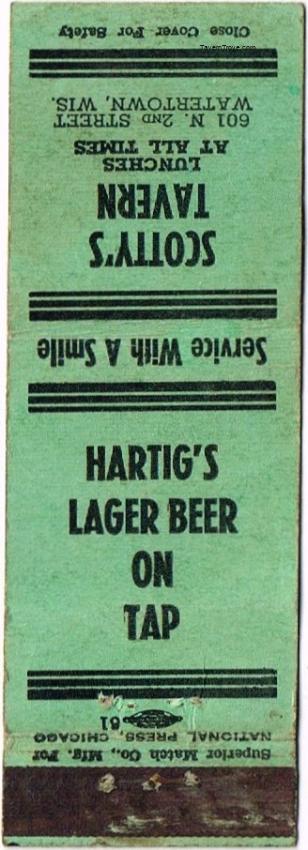 TavernTrove.com
Close Cover For Safety
601 N. 2ND STREET
WATERTOWN, WIS.
LUNCHES
AT ALL TIMES
SCOTTY'S
TAVERN
Service With A Smile
HARTIG'S
LAGER BEER
ON
TAP
61
Superior Match Co., Mfg. For
NATIONAL PRESS, CHICAGO